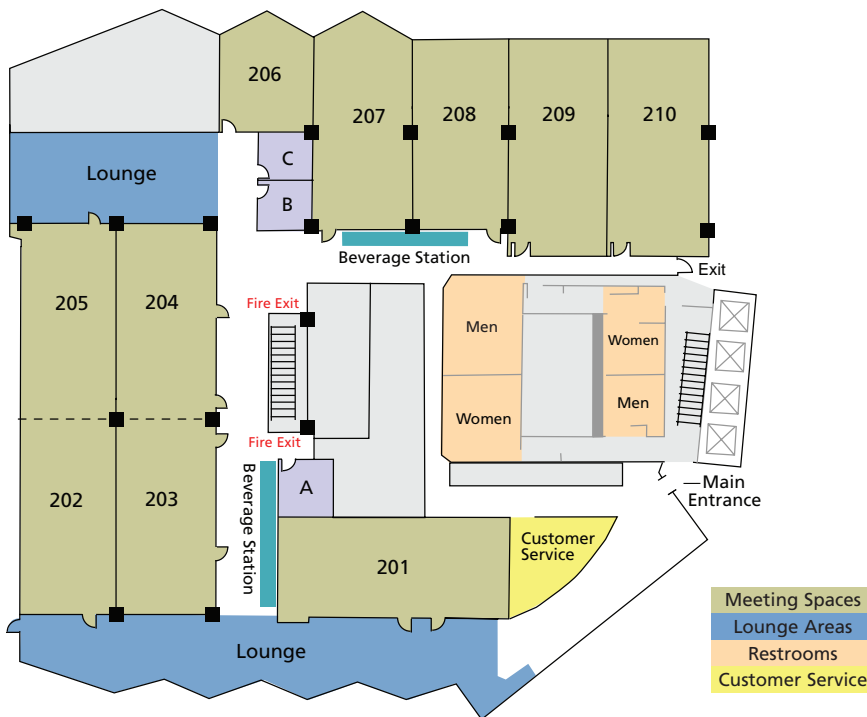 206
207
208
209
210
C
B
Lounge
Beverage Station
Exit
205
204
Fire Exit
Men
Women
Women
Men
Fire Exit
202
203
Beverage Station
A
Main
Entrance
201
Customer
Service
Lounge
Meeting Spaces
Lounge Areas
Restrooms
Customer Service